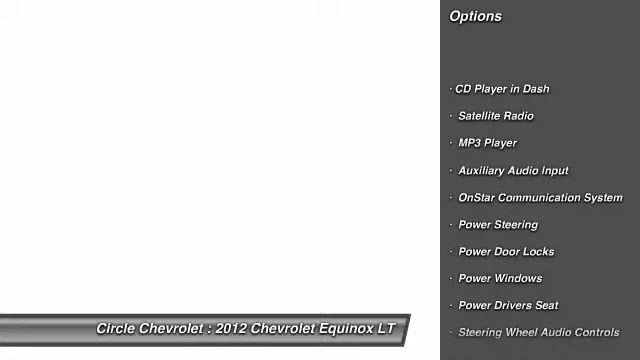 Options
· CD Player in Dash
· Satellite Radio
· MP3 Player
· Auxiliary Audio Input
· OnStar Communication System
· Power Steering
· Power Door Locks
· Power Windows
· Power Drivers Seat
· Steering Wheel Audio Controls
Circle Chevrolet : 2012 Chevrolet Equinox LT